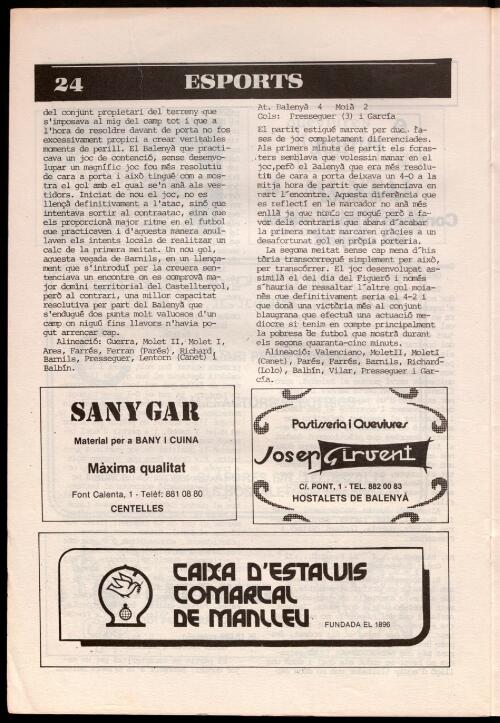 24
ESPORTS
del conjunt propietari del terreny que
s'imposava al mig del camp tot i que a
l'hora de resoldre davant de porta no fos
excessivament propici a crear veritables
moments de perill. El Balenyà que practi-
cava un joc de contenció, sense desenvo-
lupar un magnífic joc fou més resolutiu
de cara a porta i això tingué com a mos-
tra el gol amb el qual se'n anà als ves-
tidors. Iniciat de nou el joc, no es
llençà definitivament a l'atac, sinó que
intentava sortir al contraatac, eina que
els proporcionà major ritme en el futbol
que practicaven i d'aquesta manera anul-
laven els intents locals de realitzar un
calc de la primera meitat. Un nou gol,
aquesta vegada de Barnils, en un llença-
ment que s'introduí per la creuera sen-
tenciava un encontre on es comprovà ma-
jor domini territorial del Castellterçol,
però al contrari, una millor capacitat
resolutiva per part del Balenyà que
s'endugué dos punts molt valuosos d'un
camp on nigú fins llavors n'havia po-
gut arrencar cap.
Alineació: Guerra, Molet II, Molet I,
Ares, Farrés, Ferran (Parés), Richard,
Barnils, Presseguer, Lentorn (Canet) i
Balbín.
At. Balenyà 4 Moià 2
Gols: Presseguer (3) i García
El partit estigué marcat per dues fa-
ses de joc completament diferenciades.
Als primers minuts de partit els foras-
ters semblava que volessin manar en el
joc,però el Balenyà que era més resolu-
tiu de cara a porta deixava un 4-0 a la
mitja hora de partit que sentenciava en
part l'encontre. Aquesta diferència que
es reflectí en le marcador no anà més
enllà ja que només es mogué però a fa-
vor dels contraris que abans d'acabar
la primera meitat marcaren gràcies a un
desafortunat gol en pròpia porteria.
La segona meitat sense cap mena d'his
tòria transcorregué simplement per això,
per transcórrer. El joc desenvolupat as-
similà el del dia del Figueró i només
s'hauria de ressaltar l'altre gol moia-
nès que definitivament seria el 4-2 i
que donà una victòria més al conjunt
blaugrana que efectuà una actuació me-
diocre si tenim en compte principalment
la pobresa de futbol que mostrà durant
els segons quaranta-cinc minuts.
Alineació: Valenciano, MoletII, MoletI
(Canet), Parés, Farrés, Barnils, Richard-
(Lolo), Balbín, Vilar, Presseguer i Gar-
cía.
SANYGAR
Material per a BANY I CUINA
Màxima qualitat
Font Calenta, 1 - Telèf: 881 08 80
CENTELLES
Pastisseria i Queviures
Josep Girvent
C/. PONT, 1 - TEL. 882 00 83
HOSTALETS DE BALENYÀ
CAIXA D'ESTALVIS
COMARCAL
DE MANLLEU
FUNDADA EL 1896